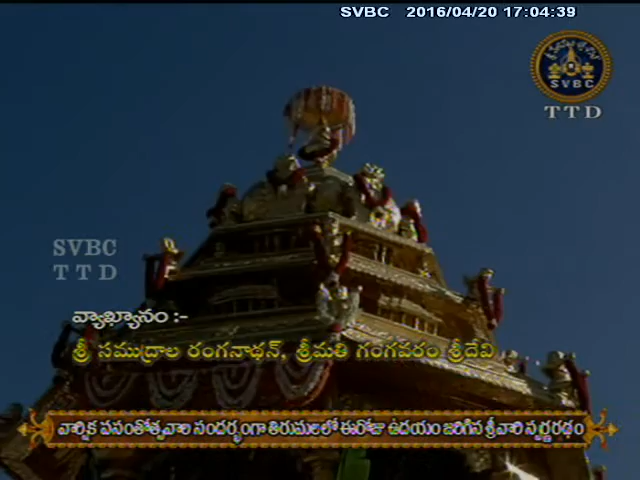 SVBC 2016/04/20 17:04:39
SVBC
TTD
SVBC
TTD
వ్యాఖ్యానం :-
శ్రీ సముద్రాల రంగనాథన్, శ్రీమతి గంగవరం శ్రీదేవి
వార్షిక వసంతోత్సవాల సందర్భంగా తిరుమలలో ఈరోజు ఉదయం జరిగిన శ్రీవారి స్వర్ణరథం